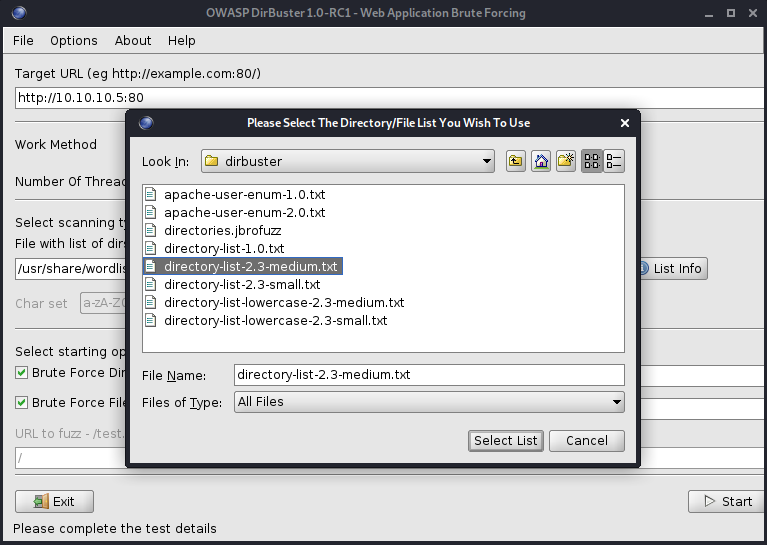 OWASP DirBuster 1.0-RC1 - Web Application Brute Forcing
File Options About Help
Target URL (eg http://example.com:80/)
http://10.10.10.5:80
Please Select The Directory/File List You Wish To Use
Work Method
Look In: dirbuster
Number Of Threa
apache-user-enum-1.0.txt
apache-user-enum-2.0.txt
Select scanning ty
directories.jbrofuzz
File with list of dirs
directory-list-1.0.txt
/usr/share/wordlis
directory-list-2.3-medium.txt
List Info
directory-list-2.3-small.txt
Char set a-zA-Z0
directory-list-lowercase-2.3-medium.txt
directory-list-lowercase-2.3-small.txt
Select starting op
Brute Force Dir
File Name: directory-list-2.3-medium.txt
Brute Force File
Files of Type: All Files
URL to fuzz - /test.
Select List Cancel
/
Exit Start
Please complete the test details